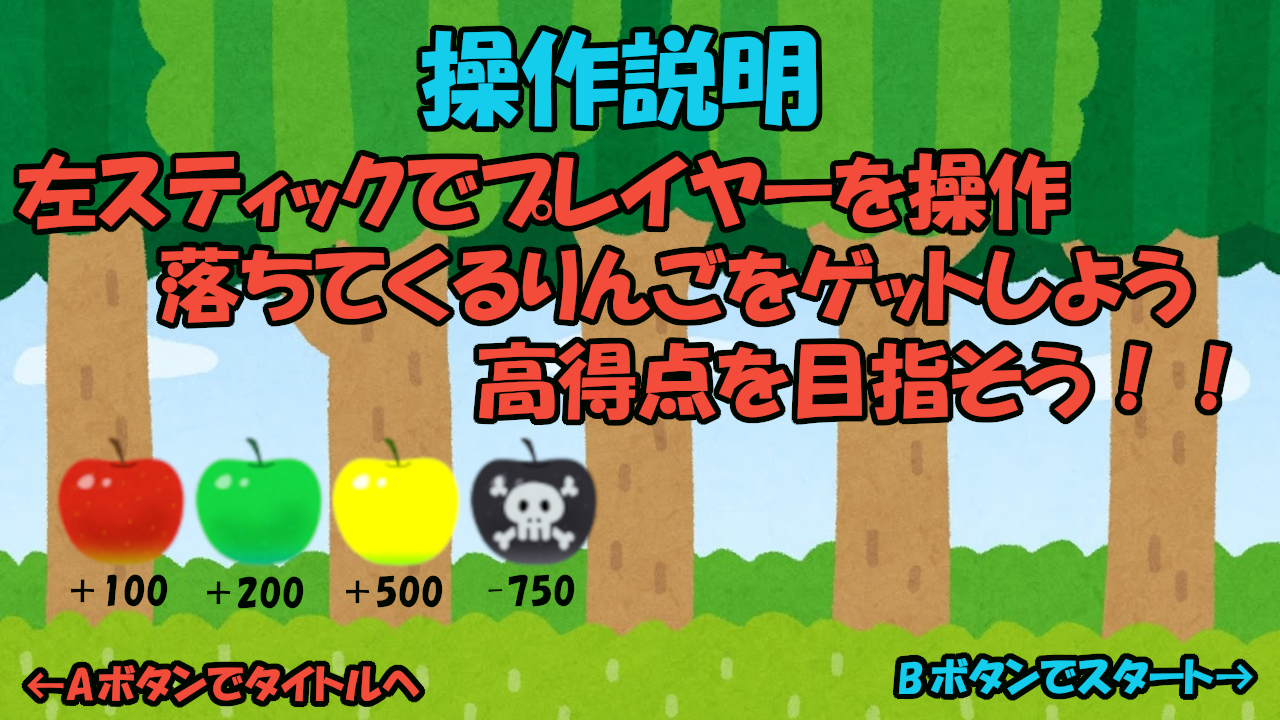 操作説明
左スティックでプレイヤーを操作
落ちてくるりんごをゲットしよう
高得点を目指そう！！
+100 +200 +500 -750
←Aボタンでタイトルへ
Bボタンでスタート→